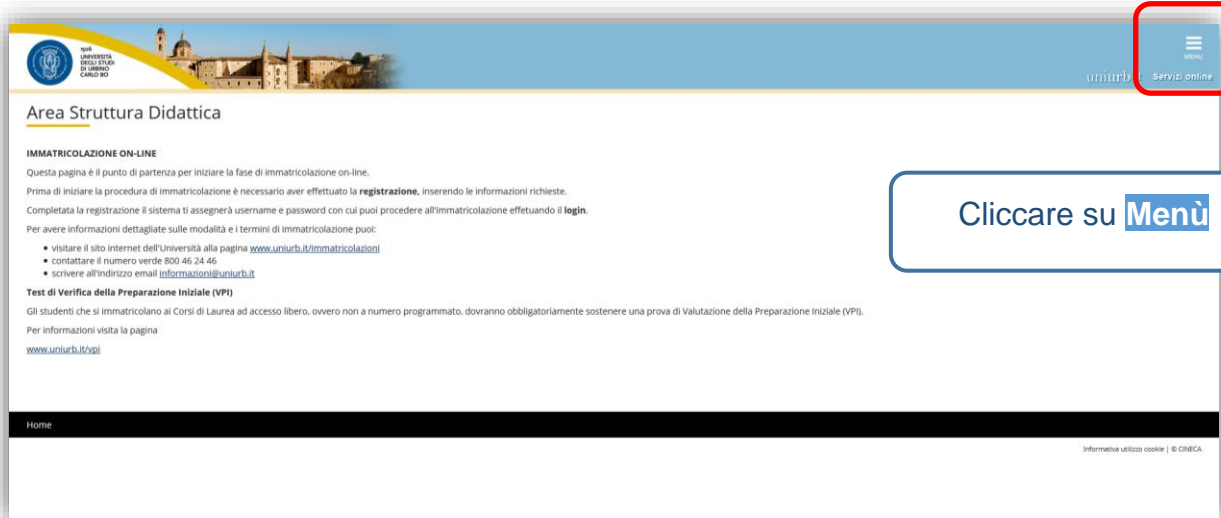 1506
UNIVERSITÀ
DEGLI STUDI
DI URBINO
CARLO BO
MENU
uniurb
Servizi online
Area Struttura Didattica
IMMATRICOLAZIONE ON-LINE
Questa pagina è il punto di partenza per iniziare la fase di immatricolazione on-line.
Prima di iniziare la procedura di immatricolazione è necessario aver effettuato la registrazione, inserendo le informazioni richieste.
Completata la registrazione il sistema ti assegnerà username e password con cui puoi procedere all'immatricolazione effetuando il login.
Per avere informazioni dettagliate sulle modalità e i termini di immatricolazione puoi:
• visitare il sito internet dell'Università alla pagina www.uniurb.it/immatricolazioni
• contattare il numero verde 800 46 24 46
• scrivere all'indirizzo email informazioni@uniurb.it
Cliccare su Menù
Test di Verifica della Preparazione Iniziale (VPI)
Gli studenti che si immatricolano ai Corsi di Laurea ad accesso libero, ovvero non a numero programmato, dovranno obbligatoriamente sostenere una prova di Valutazione della Preparazione Iniziale (VPI).
Per informazioni visita la pagina
www.uniurb.it/vpi
Home
Informativa utilizzo cookie | © CINECA